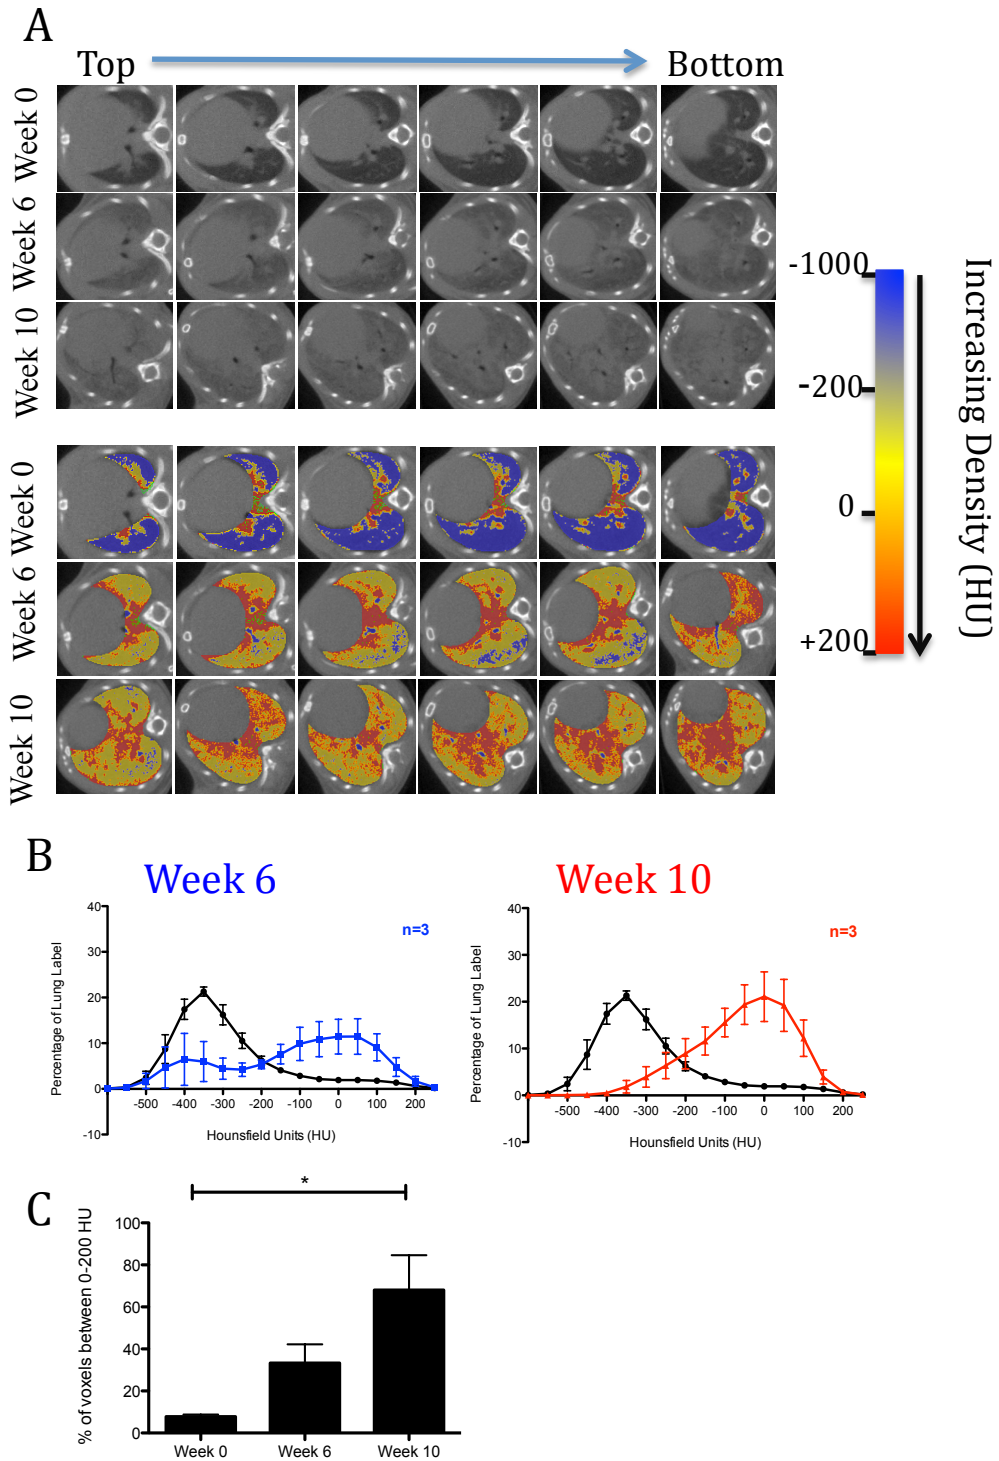 A
Top
Bottom
Week 0
Week 6
Week 10
-1000
-200
0
+200
Increasing Density (HU)
Week 0
Week 6
Week 10
B
Week 6
n=3
Percentage of Lung Label
40
30
20
10
0
-10
-500 -400 -300 -200 -100 0 100 200
Hounsfield Units (HU)
Week 10
n=3
Percentage of Lung Label
40
30
20
10
0
-10
-500 -400 -300 -200 -100 0 100 200
Hounsfield Units (HU)
C
*
% of voxels between 0-200 HU
100
80
60
40
20
0
Week 0 Week 6 Week 10